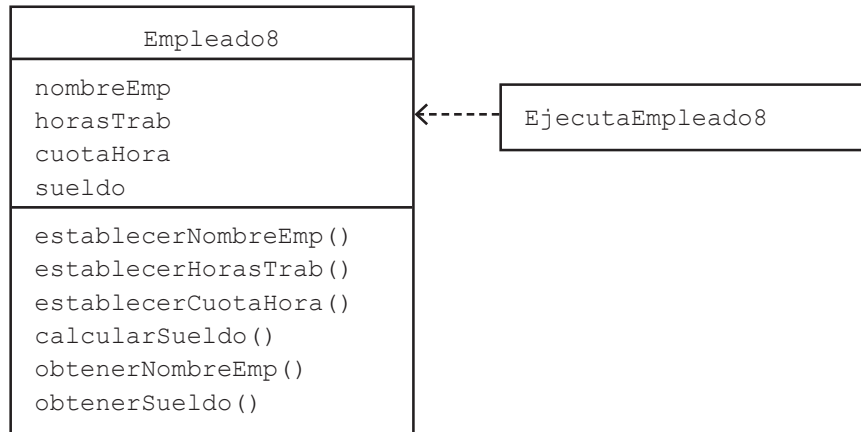 Empleado8
nombreEmp
horasTrab
cuotaHora
sueldo
establecerNombreEmp()
establecerHorasTrab()
establecerCuotaHora()
calcularSueldo()
obtenerNombreEmp()
obtenerSueldo()
EjecutaEmpleado8